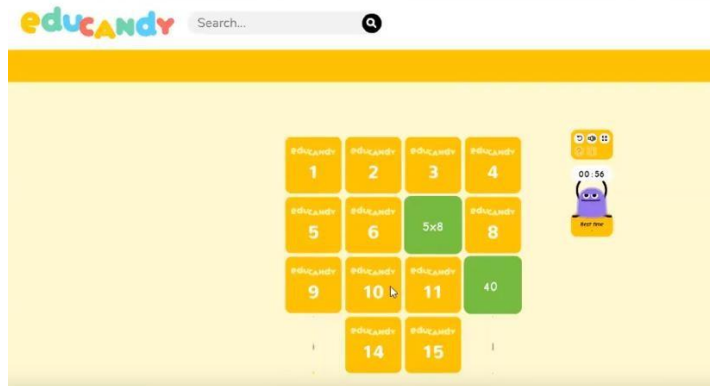 educandy Search...
educandy educandy educandy educandy
1 2 3 4
00:56
educandy educandy educandy
5 6 5x8 8
Best time
educandy educandy educandy
9 10 11 40
educandy educandy
14 15